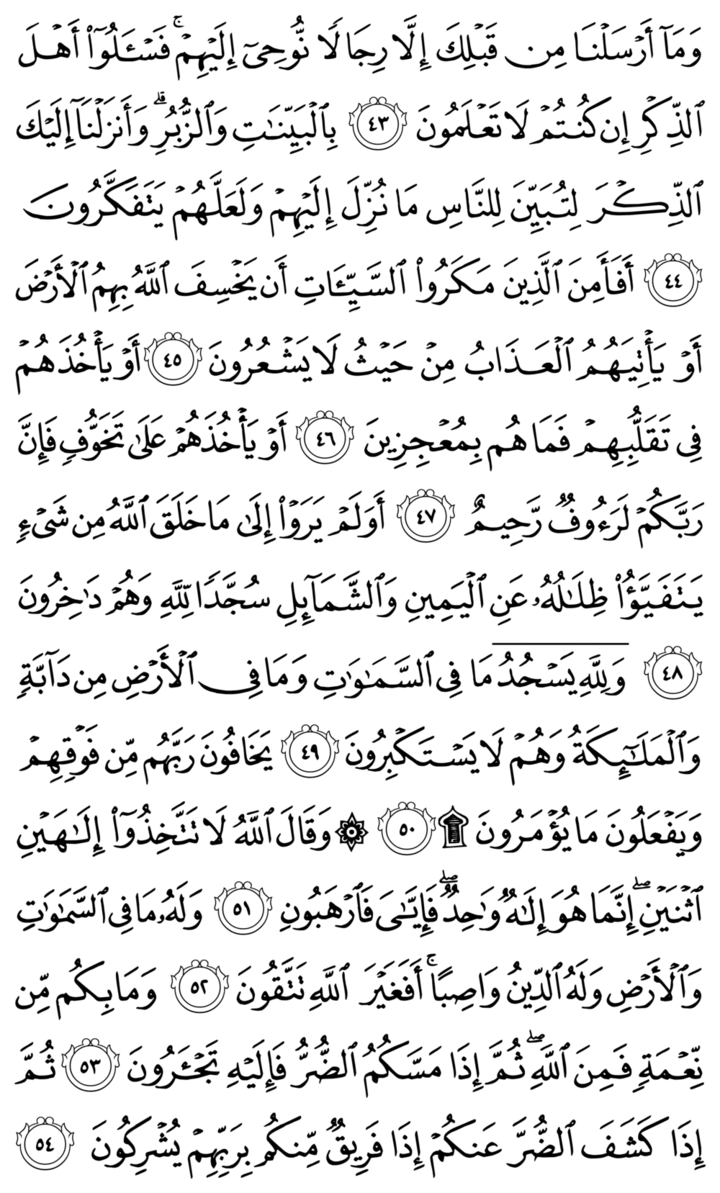 وَمَآ أَرۡسَلۡنَا مِن قَبۡلِكَ إِلَّا رِجَالٗا نُّوحِيٓ إِلَيۡهِمۡۖ فَسۡـَٔلُوٓاْ أَهۡلَ
ٱلذِّكۡرِ إِن كُنتُمۡ لَا تَعۡلَمُونَ ٤٣ بِٱلۡبَيِّنَٰتِ وَٱلزُّبُرِۗ وَأَنزَلۡنَآ إِلَيۡكَ
ٱلذِّكۡرَ لِتُبَيِّنَ لِلنَّاسِ مَا نُزِّلَ إِلَيۡهِمۡ وَلَعَلَّهُمۡ يَتَفَكَّرُونَ
٤٤ أَفَأَمِنَ ٱلَّذِينَ مَكَرُواْ ٱلسَّيِّـَٔاتِ أَن يَخۡسِفَ ٱللَّهُ بِهِمُ ٱلۡأَرۡضَ
أَوۡ يَأۡتِيَهُمُ ٱلۡعَذَابُ مِنۡ حَيۡثُ لَا يَشۡعُرُونَ ٤٥ أَوۡ يَأۡخُذَهُمۡ
فِي تَقَلُّبِهِمۡ فَمَا هُم بِمُعۡجِزِينَ ٤٦ أَوۡ يَأۡخُذَهُمۡ عَلَىٰ تَخَوُّفٖ فَإِنَّ
رَبَّكُمۡ لَرَءُوفٞ رَّحِيمٌ ٤٧ أَوَلَمۡ يَرَوۡاْ إِلَىٰ مَا خَلَقَ ٱللَّهُ مِن شَيۡءٖ
يَتَفَيَّؤُاْ ظِلَٰلُهُۥ عَنِ ٱلۡيَمِينِ وَٱلشَّمَآئِلِ سُجَّدٗا لِّلَّهِ وَهُمۡ دَٰخِرُونَ
٤٨ وَلِلَّهِۤ يَسۡجُدُۤ مَا فِي ٱلسَّمَٰوَٰتِ وَمَا فِي ٱلۡأَرۡضِ مِن دَآبَّةٖ
وَٱلۡمَلَٰٓئِكَةُ وَهُمۡ لَا يَسۡتَكۡبِرُونَ ٤٩ يَخَافُونَ رَبَّهُم مِّن فَوۡقِهِمۡ
وَيَفۡعَلُونَ مَا يُؤۡمَرُونَ ۩ ٥٠ ۞ وَقَالَ ٱللَّهُ لَا تَتَّخِذُوٓاْ إِلَٰهَيۡنِ
ٱثۡنَيۡنِۖ إِنَّمَا هُوَ إِلَٰهٞ وَٰحِدٞ فَإِيَّٰيَ فَٱرۡهَبُونِ ٥١ وَلَهُۥ مَا فِي ٱلسَّمَٰوَٰتِ
وَٱلۡأَرۡضِ وَلَهُ ٱلدِّينُ وَاصِبًاۚ أَفَغَيۡرَ ٱللَّهِ تَتَّقُونَ ٥٢ وَمَا بِكُم مِّن
نِّعۡمَةٖ فَمِنَ ٱللَّهِۖ ثُمَّ إِذَا مَسَّكُمُ ٱلضُّرُّ فَإِلَيۡهِ تَجۡـَٔرُونَ ٥٣ ثُمَّ
إِذَا كَشَفَ ٱلضُّرَّ عَنكُمۡ إِذَا فَرِيقٞ مِّنكُم بِرَبِّهِمۡ يُشۡرِكُونَ ٥٤